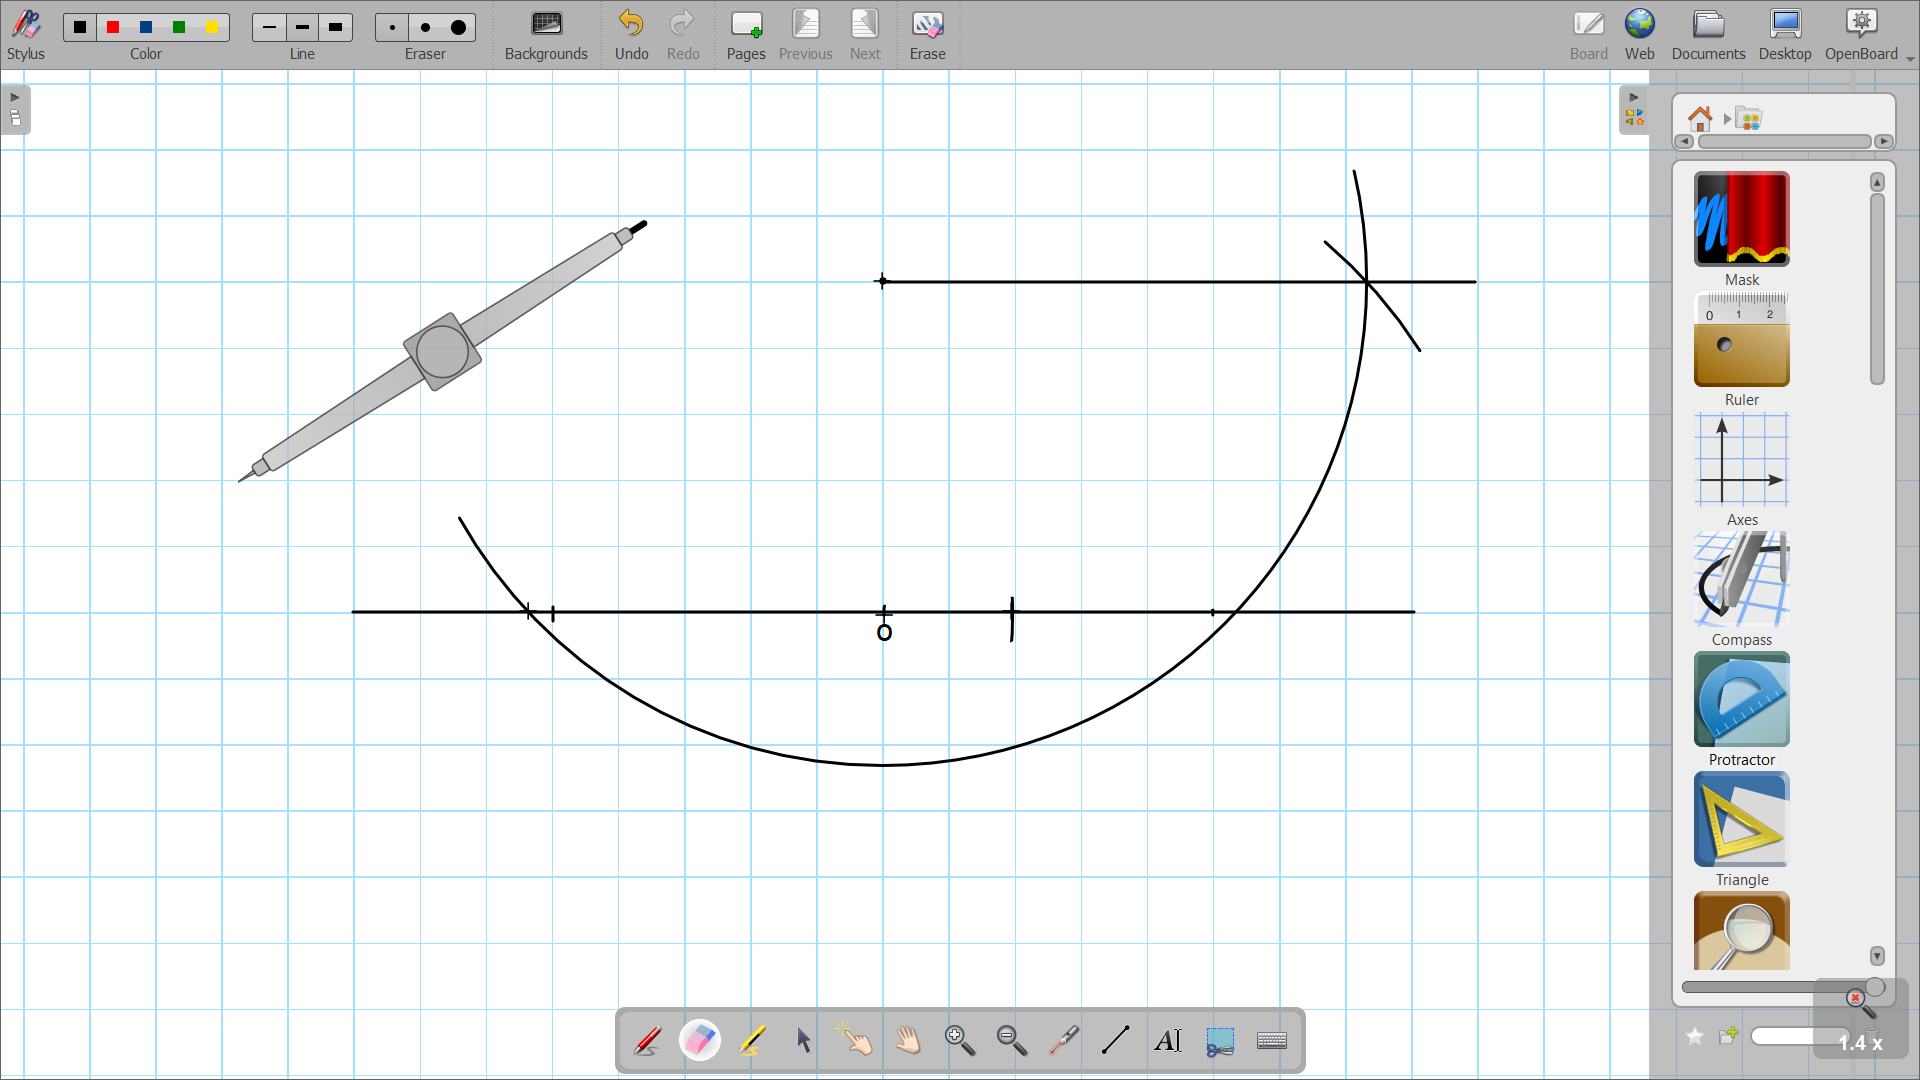 Stylus Color Line Eraser Backgrounds Undo Redo Pages Previous Next Erase Board Web Documents Desktop OpenBoard
Mask
0 1 2
Ruler
Axes
Compass
Protractor
Triangle
O
A
1.4 x